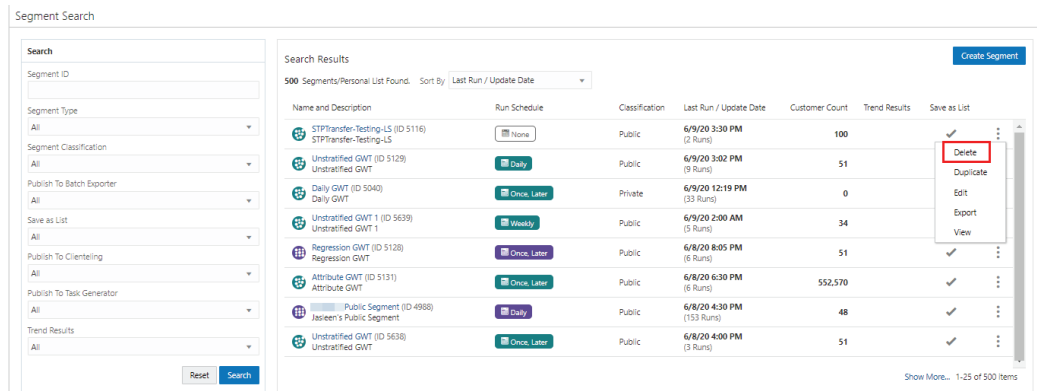 Segment Search
Search
Segment ID
Segment Type
All
Segment Classification
All
Publish To Batch Exporter
All
Save as List
All
Publish To Clienteling
All
Publish To Task Generator
All
Trend Results
All
Reset Search
Search Results
Create Segment
500 Segments/Personal List Found. Sort By Last Run / Update Date
Name and Description Run Schedule Classification Last Run / Update Date Customer Count Trend Results Save as List
STPTransfer-Testing-LS (ID 5116) None Public 6/9/20 3:30 PM 100
STPTransfer-Testing-LS (2 Runs)
Unstratified GWT (ID 5129) Daily Public 6/9/20 3:02 PM 51
Unstratified GWT (9 Runs)
Daily GWT (ID 5040) Once, Later Private 6/9/20 12:19 PM 0
Daily GWT (33 Runs)
Unstratified GWT 1 (ID 5639) Weekly Public 6/9/20 2:00 AM 34
Unstratified GWT 1 (5 Runs)
Regression GWT (ID 5128) Once, Later Public 6/8/20 8:05 PM 51
Regression GWT (6 Runs)
Attribute GWT (ID 5131) Once, Later Public 6/8/20 6:30 PM 552,570
Attribute GWT (6 Runs)
Public Segment (ID 4988) Daily Public 6/8/20 4:30 PM 48
Jasleen's Public Segment (153 Runs)
Unstratified GWT (ID 5638) Once, Later Public 6/8/20 4:00 PM 51
Unstratified GWT (3 Runs)
Delete
Duplicate
Edit
Export
View
Show More... 1-25 of 500 items